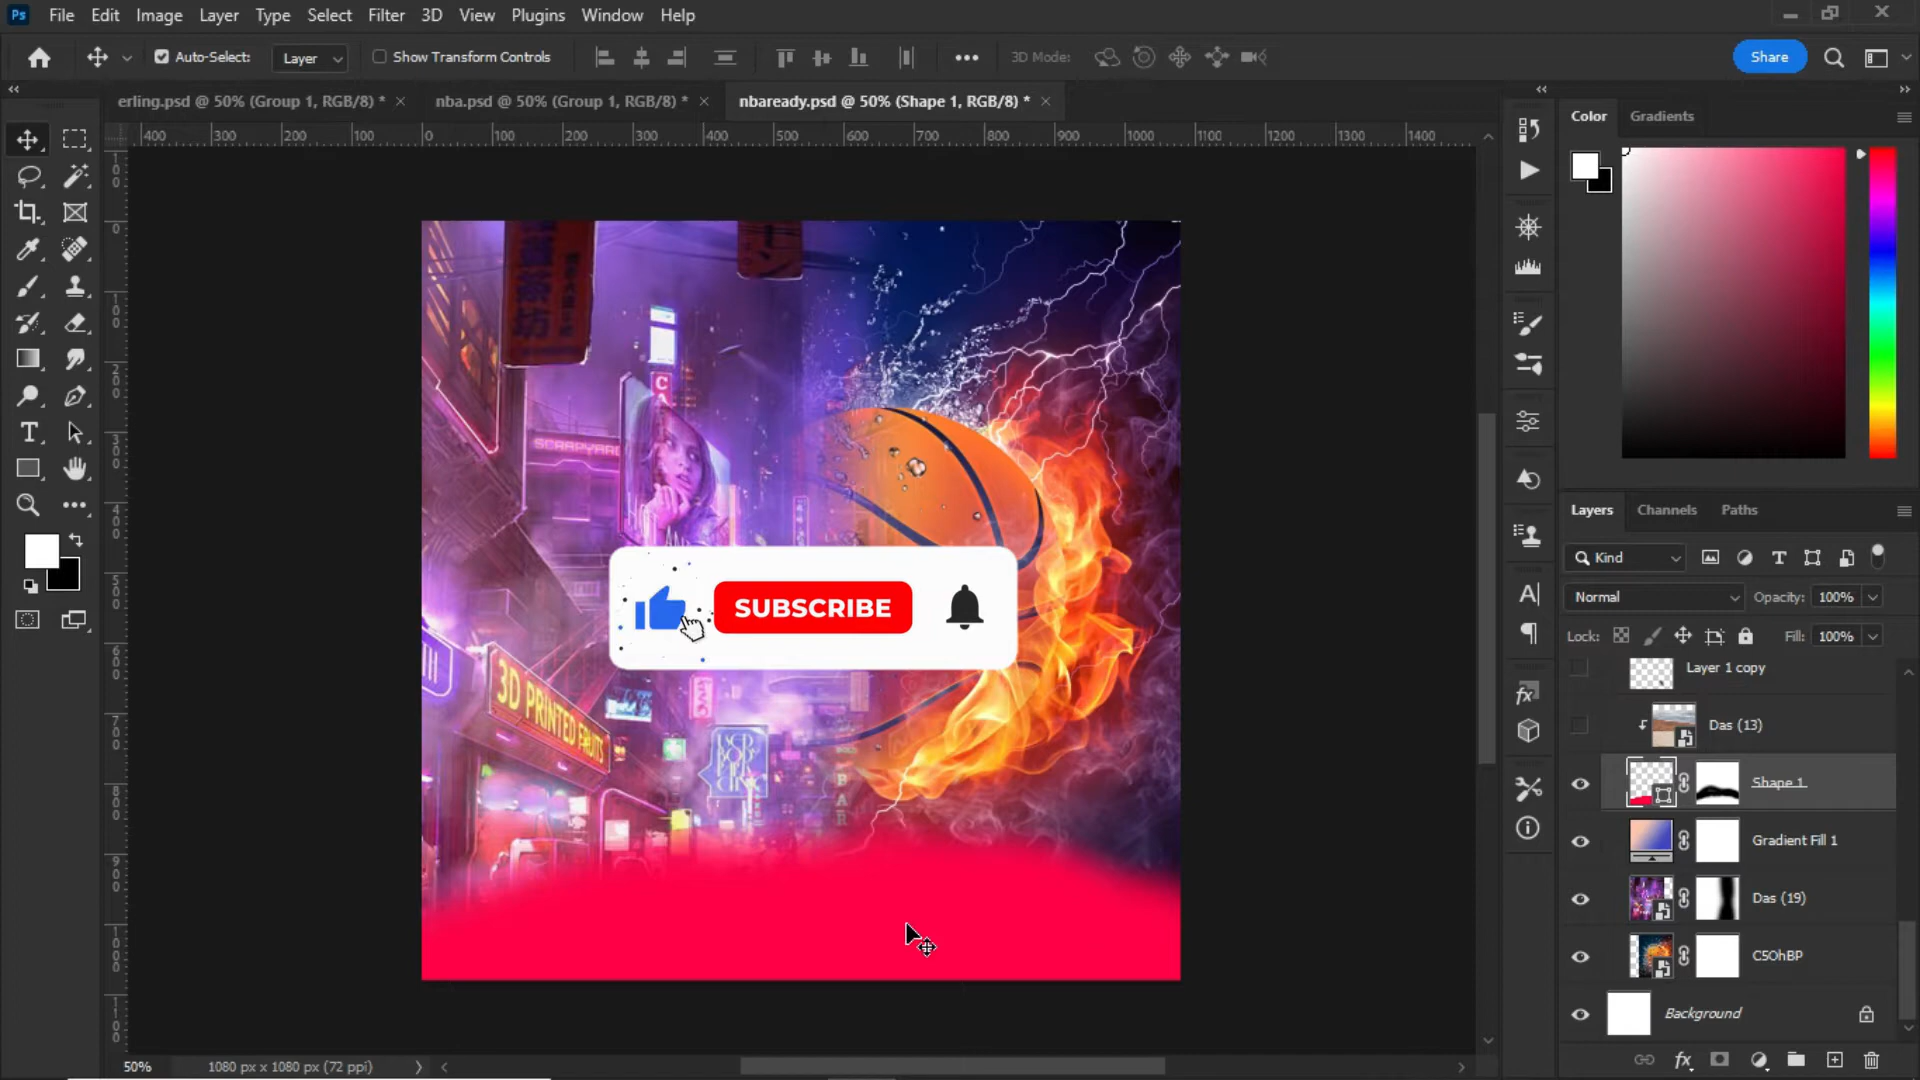 Ps File Edit Image Layer Type Select Filter 3D View Plugins Window Help
Auto-Select: Layer Show Transform Controls ••• 3D Mode: Share
erling.psd @ 50% (Group 1, RGB/8) * × nba.psd @ 50% (Group 1, RGB/8) * × nbaready.psd @ 50% (Shape 1, RGB/8) * ×
400 300 200 100 0 100 200 300 400 500 600 700 800 900 1000 1100 1200 1300 1400
Color Gradients
SCRAPYARD
SUBSCRIBE
3D PRINTED FRUITS
BAR
Layers Channels Paths
Kind
Normal Opacity: 100%
Lock: Fill: 100%
Layer 1 copy
Das (13)
Shape 1
Gradient Fill 1
Das (19)
C5OhBP
Background
50% 1080 px x 1080 px (72 ppi)